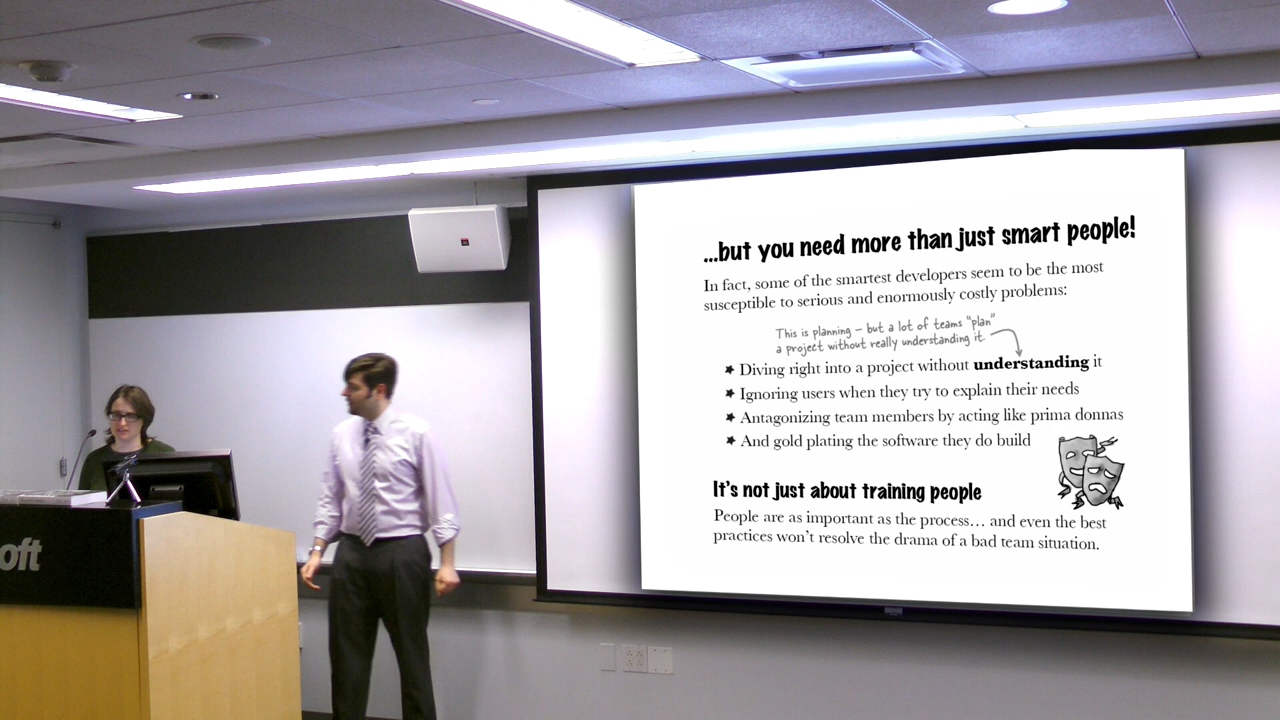 ...but you need more than just smart people!
In fact, some of the smartest developers seem to be the most
susceptible to serious and enormously costly problems:
This is planning – but a lot of teams "plan"
a project without really understanding it.
Diving right into a project without understanding it
Ignoring users when they try to explain their needs
Antagonizing team members by acting like prima donnas
And gold plating the software they do build
It's not just about training people
People are as important as the process… and even the best
practices won't resolve the drama of a bad team situation.
oft